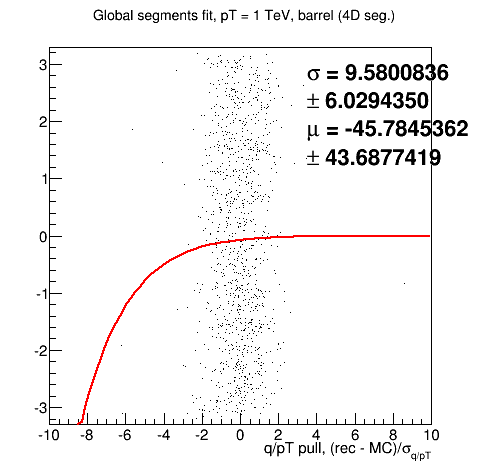 Global segments fit, pT = 1 TeV, barrel (4D seg.)
σ = 9.5800836
± 6.0294350
μ = -45.7845362
± 43.6877419
3
2
1
0
-1
-2
-3
-10 -8 -6 -4 -2 0 2 4 6 8 10
q/pT pull, (rec - MC)/σq/pT